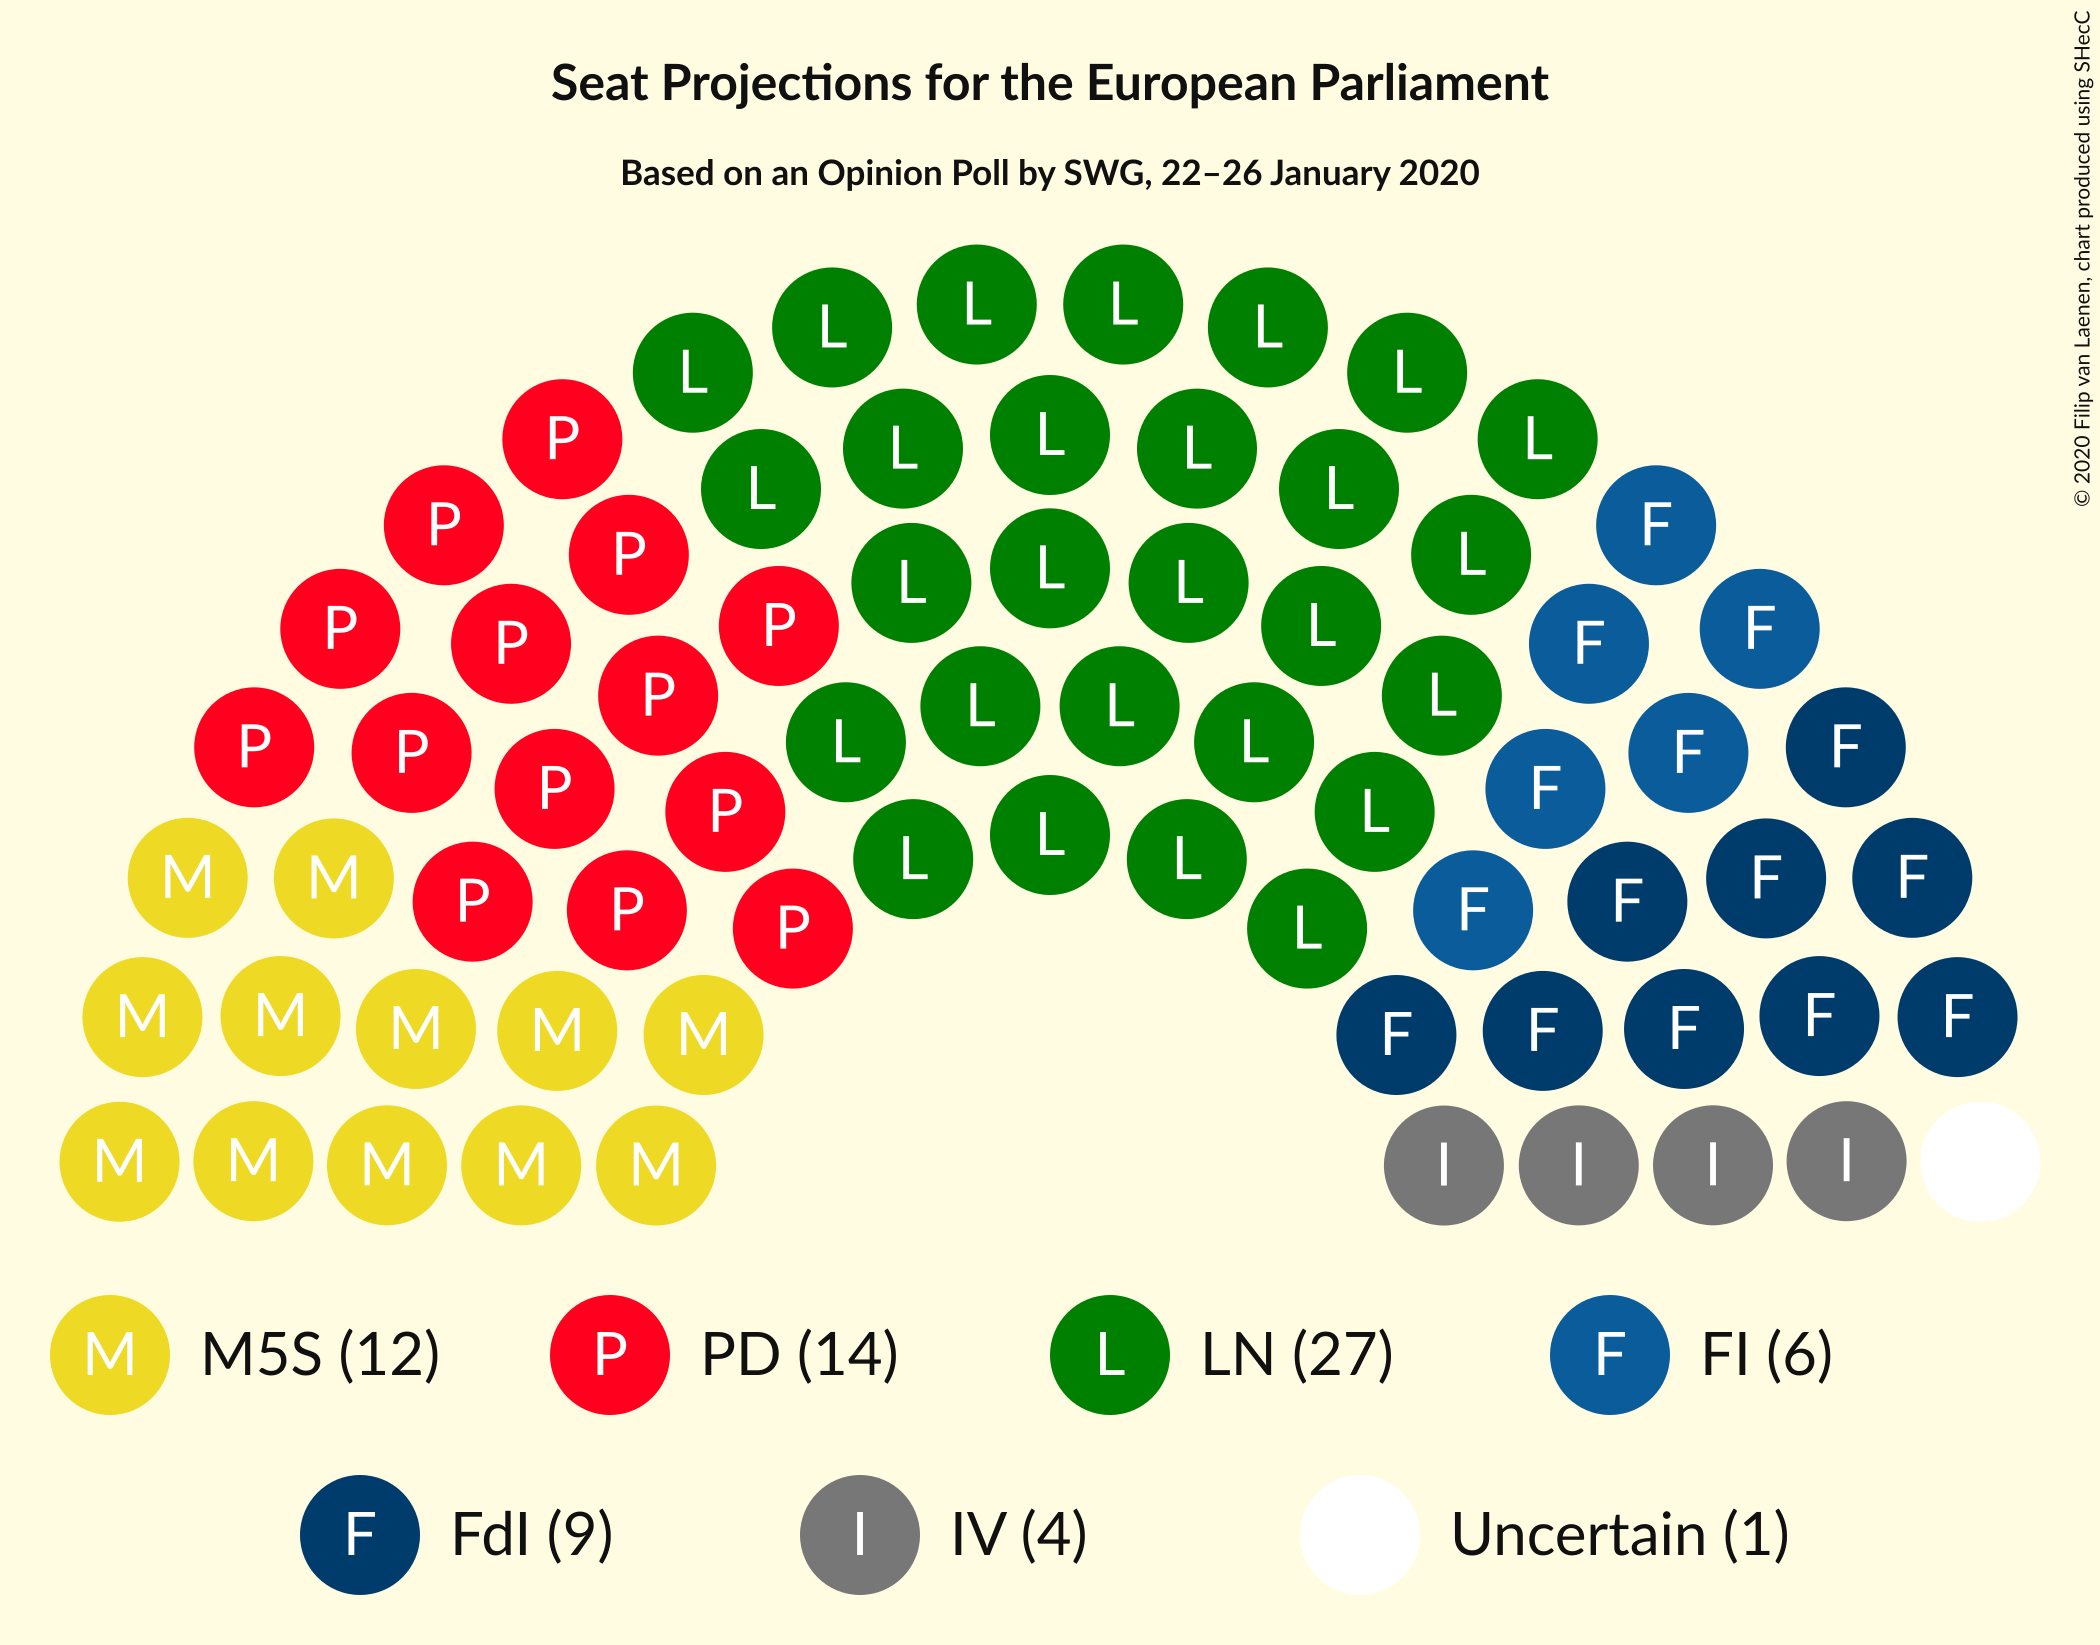 Seat Projections for the European Parliament
Based on an Opinion Poll by SWG, 22–26 January 2020
© 2020 Filip van Laenen, chart produced using SHecC
L L
L L
L L
P L
L
L L
P F
L L
P L
L L L
P F
P L
P F
P L
L L
P L
L L
P F
P F
P L
P F
M M
L
L L
P F
M M
F F
P F
P F
P L
M M M M M
F F F F F
M M M M M
I I I I
M M5S (12)
P PD (14)
L LN (27)
F FI (6)
F FdI (9)
I IV (4)
Uncertain (1)